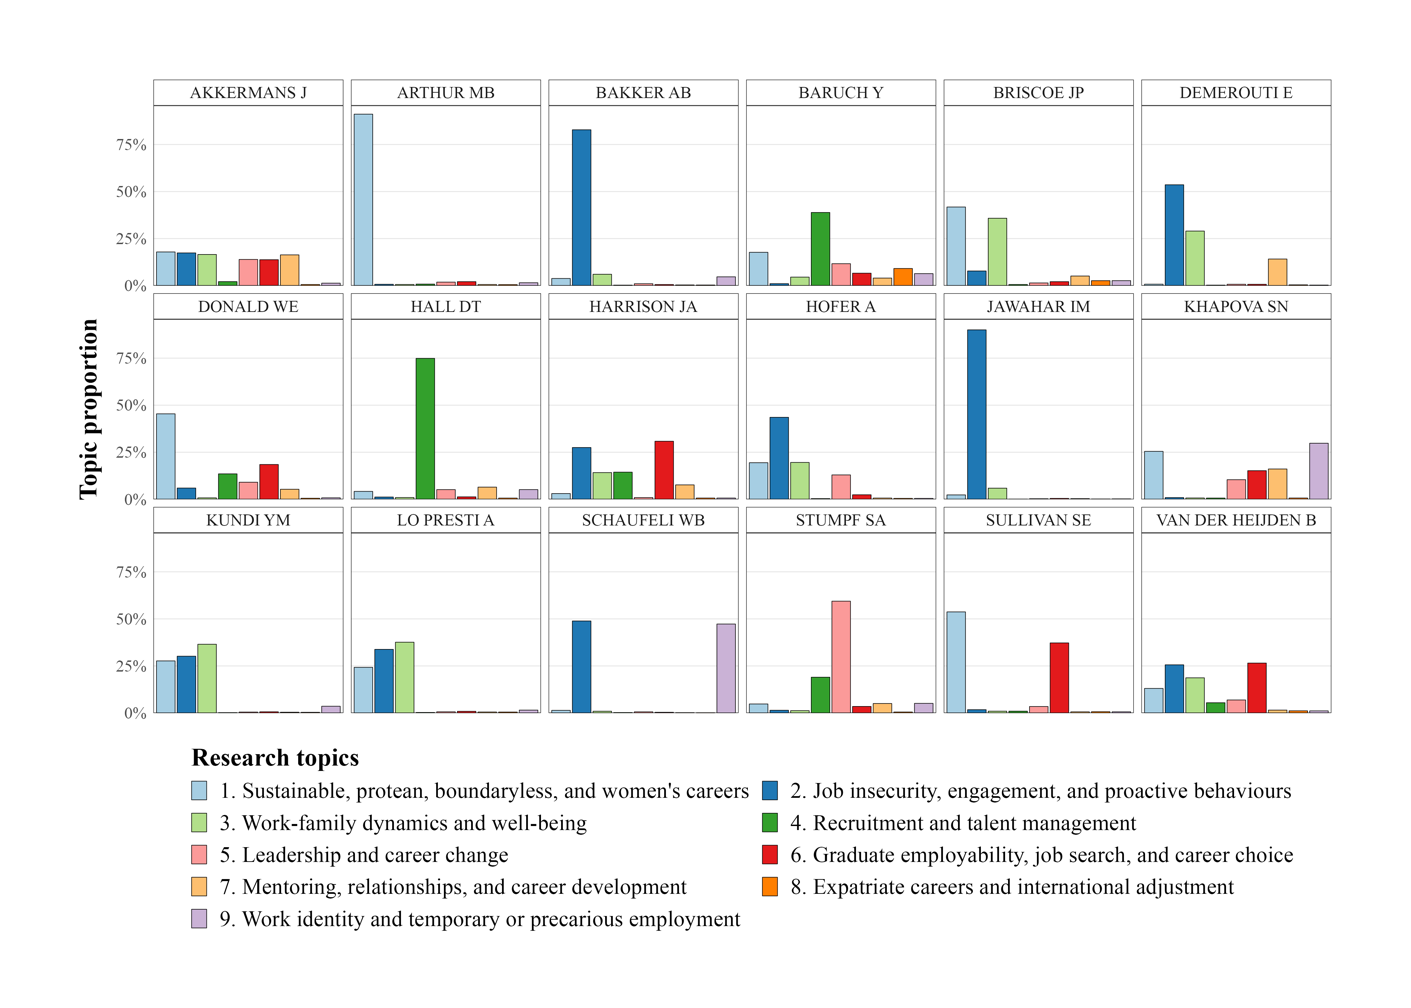 AKKERMANS J
ARTHUR MB
BAKKER AB
BARUCH Y
BRISCOE JP
DEMEROUTI E
75%
50%
25%
0%
DONALD WE
HALL DT
HARRISON JA
HOFER A
JAWAHAR IM
KHAPOVA SN
75%
50%
25%
0%
KUNDI YM
LO PRESTI A
SCHAUFELI WB
STUMPF SA
SULLIVAN SE
VAN DER HEIJDEN B
75%
50%
25%
0%
Topic proportion
Research topics
1. Sustainable, protean, boundaryless, and women's careers
2. Job insecurity, engagement, and proactive behaviours
3. Work-family dynamics and well-being
4. Recruitment and talent management
5. Leadership and career change
6. Graduate employability, job search, and career choice
7. Mentoring, relationships, and career development
8. Expatriate careers and international adjustment
9. Work identity and temporary or precarious employment